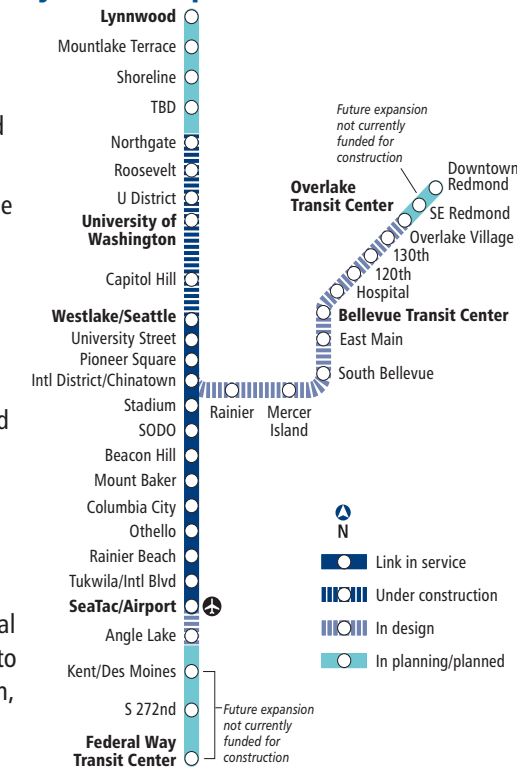 Lynnwood
Mountlake Terrace
Shoreline
TBD
Northgate
Roosevelt
U District
University of
Washington
Capitol Hill
Westlake/Seattle
University Street
Pioneer Square
Intl District/Chinatown
Stadium
SODO
Beacon Hill
Mount Baker
Columbia City
Othello
Rainier Beach
Tukwila/Intl Blvd
SeaTac/Airport
Angle Lake
Kent/Des Moines
S 272nd
Federal Way
Transit Center
Future expansion
not currently
funded for
construction
Downtown
Redmond
SE Redmond
Overlake
Transit Center
Overlake Village
130th
120th
Hospital
Bellevue Transit Center
East Main
South Bellevue
Rainier
Mercer
Island
N
Link in service
Under construction
In design
In planning/planned
Future expansion
not currently
funded for
construction